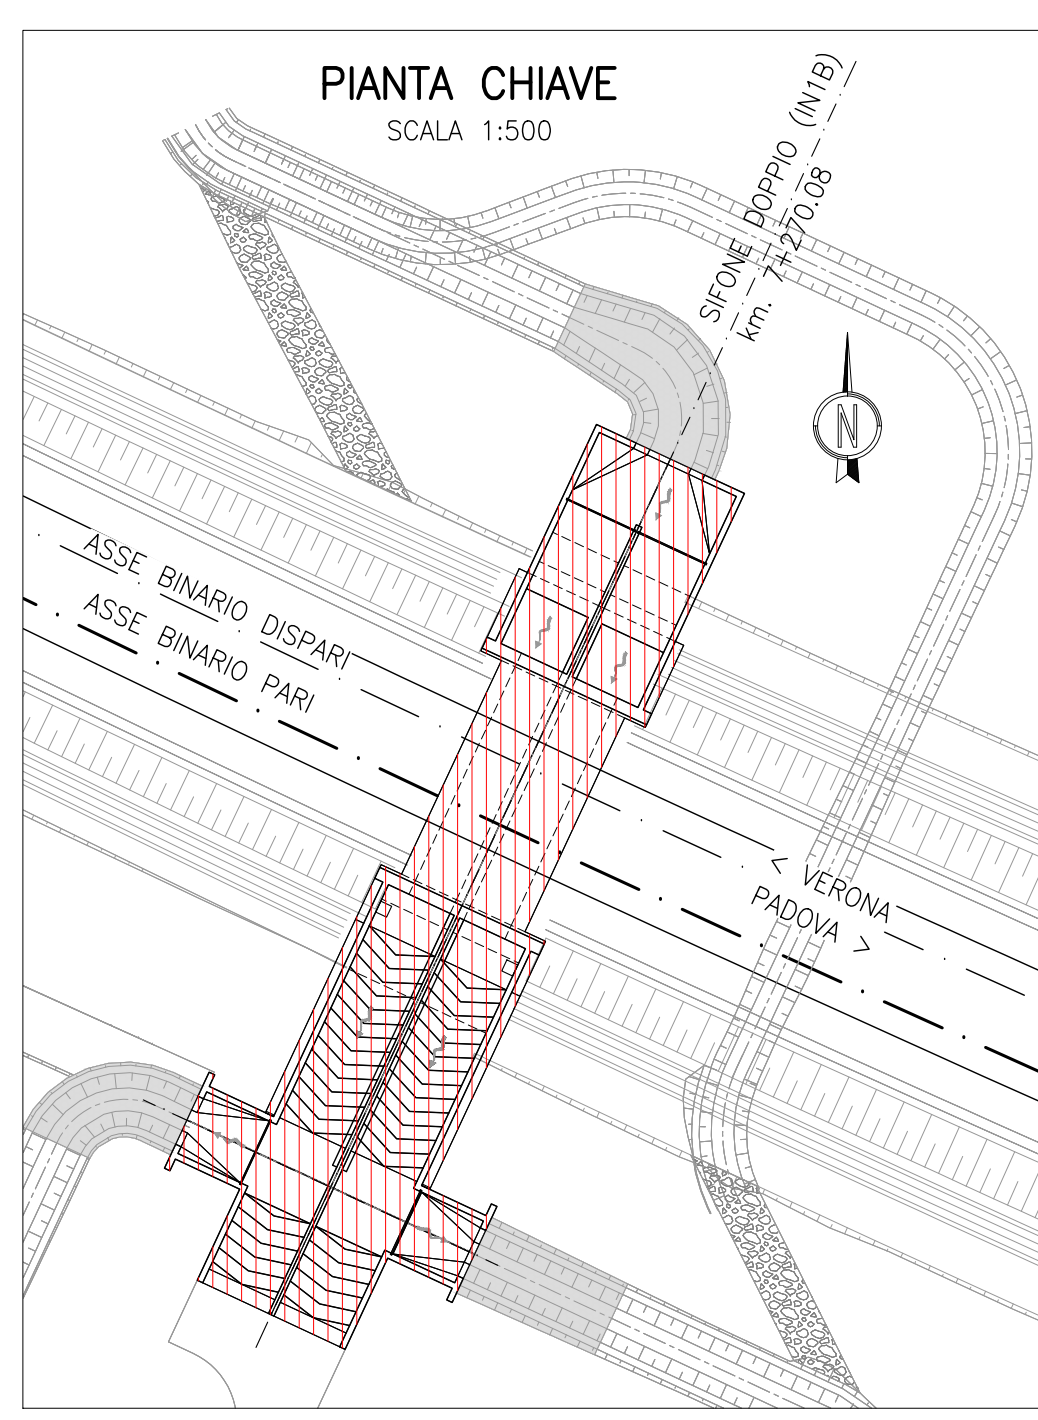 PIANTA CHIAVE
SCALA 1:500
SIFONE DOPPIO (IN1B)
km. 7+270.08
N
ASSE BINARIO DISPARI
ASSE BINARIO PARI
< VERONA
PADOVA >